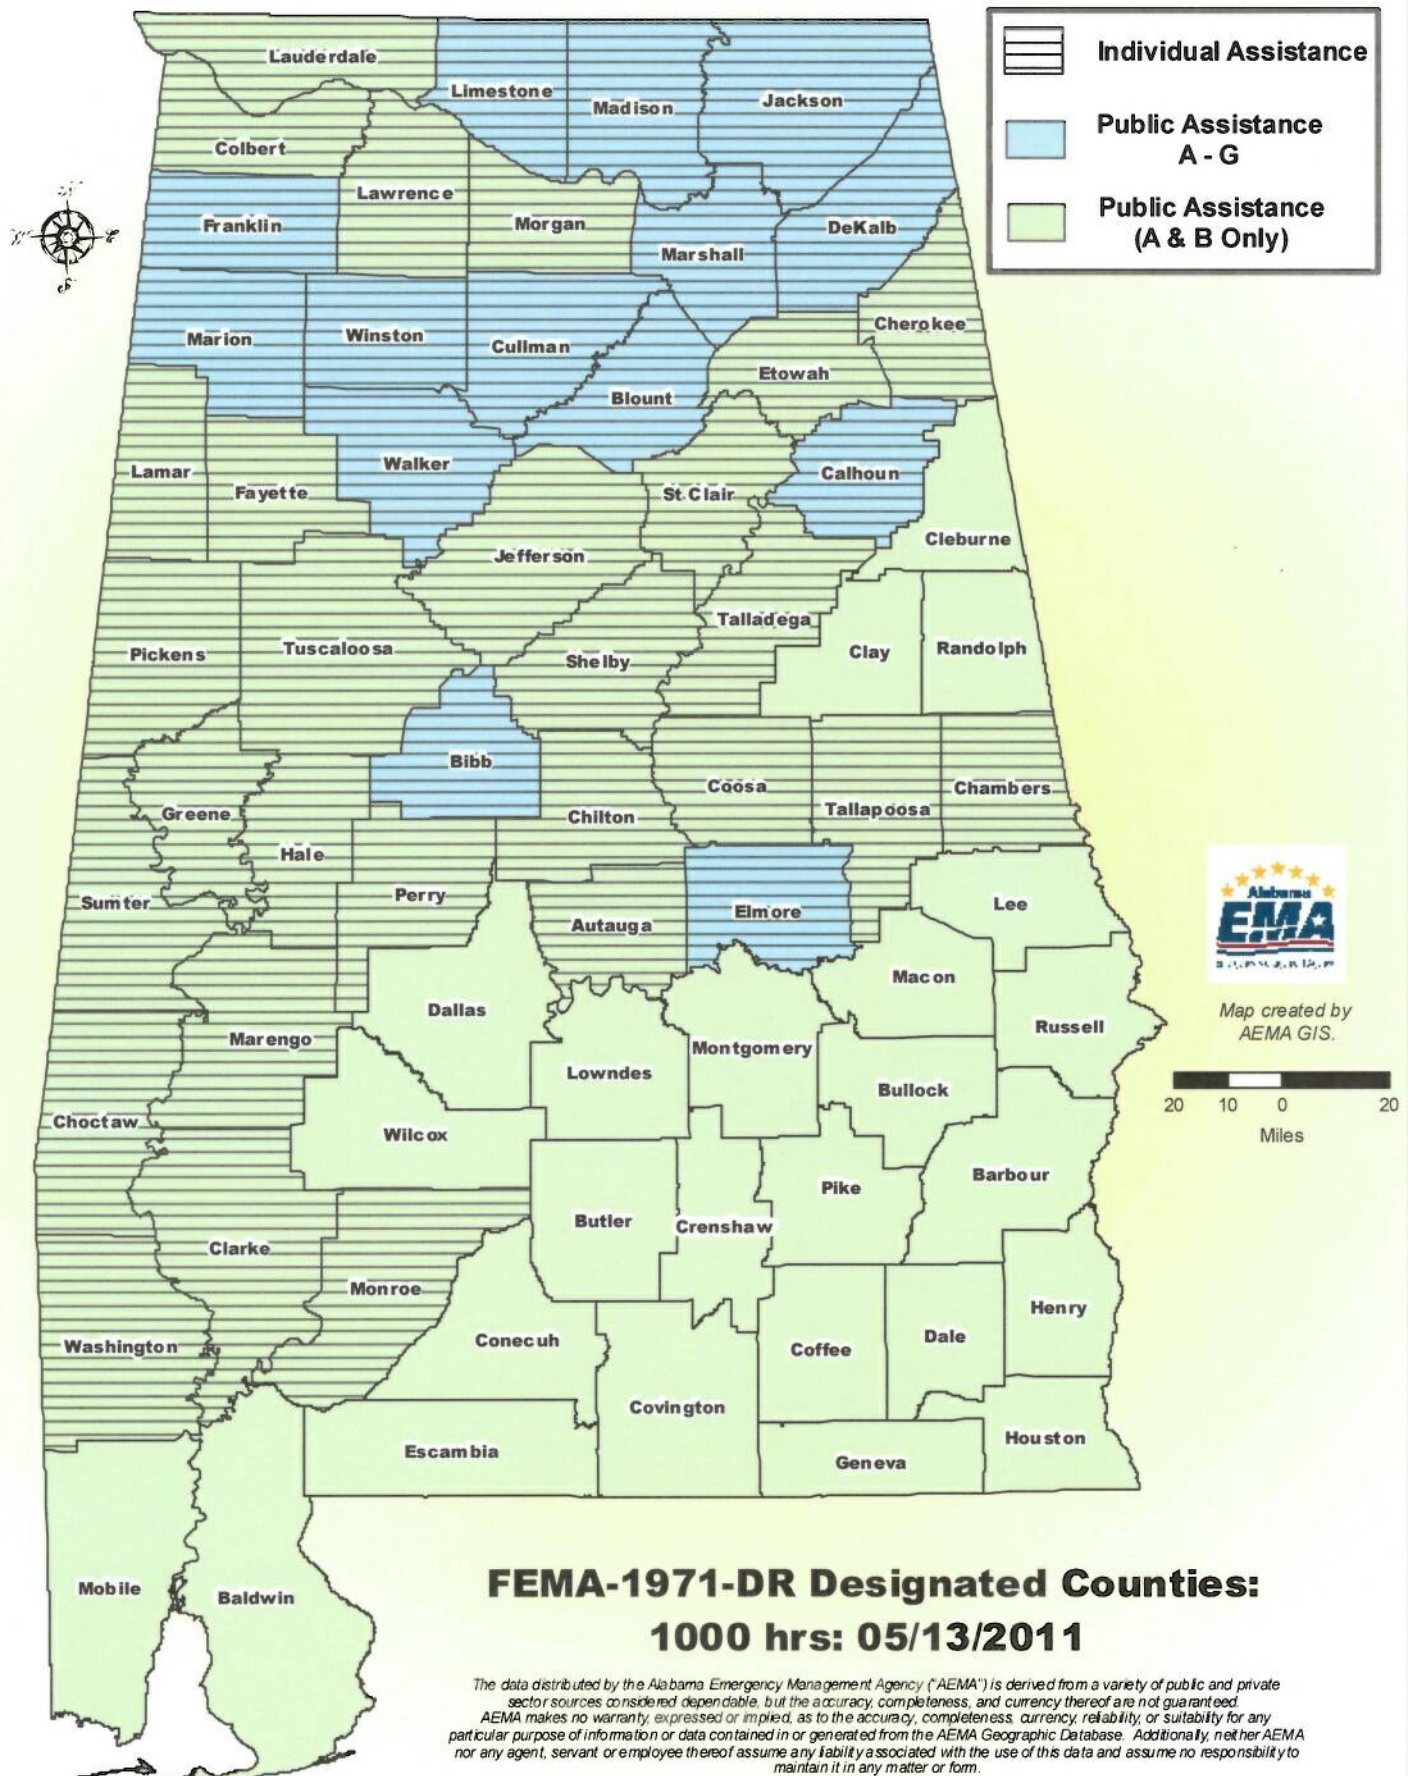 Individual Assistance
Public Assistance
A - G
Public Assistance
(A & B Only)
Lauderdale
Limestone
Madison
Jackson
Colbert
Lawrence
Franklin
Morgan
DeKalb
Marshall
Cherokee
Marion
Winston
Cullman
Etowah
Blount
Lamar
Walker
Calhoun
Fayette
St Clair
Cleburne
Jefferson
Talladega
Pickens
Tuscaloosa
Shelby
Clay
Randolph
Bibb
Coosa
Chambers
Greene
Chilton
Tallapoosa
Hale
Perry
Sumter
Autauga
Elmore
Lee
Macon
Dallas
Russell
Marengo
Montgomery
Lowndes
Bullock
Choctaw
Wilcox
Barbour
Pike
Butler
Crenshaw
Clarke
Monroe
Henry
Washington
Conecuh
Coffee
Dale
Covington
Escambia
Geneva
Houston
Mobile
Baldwin
Alabama
EMA
Map created by
AEMA GIS.
20 10 0 20
Miles
FEMA-1971-DR Designated Counties:
1000 hrs: 05/13/2011
The data distributed by the Alabama Emergency Management Agency ("AEMA") is derived from a variety of public and private
sector sources considered dependable, but the accuracy, completeness, and currency thereof are not guaranteed.
AEMA makes no warranty, expressed or implied, as to the accuracy, completeness, currency, reliability, or suitability for any
particular purpose of information or data contained in or generated from the AEMA Geographic Database. Additionally, neither AEMA
nor any agent, servant or employee thereof assume any liability associated with the use of this data and assume no responsibility to
maintain it in any matter or form.